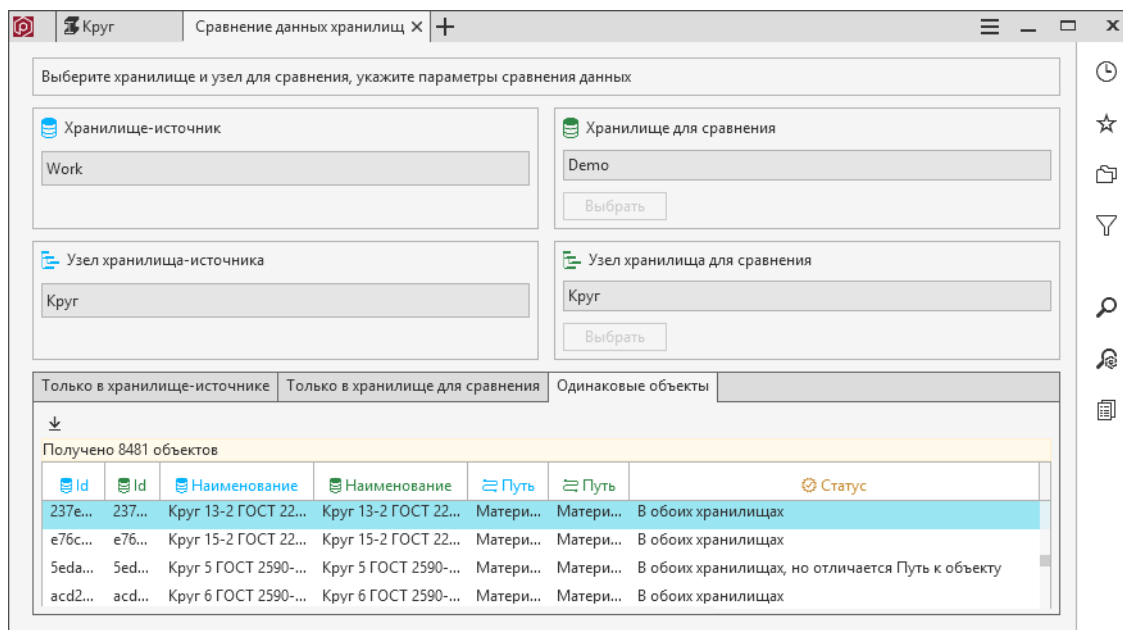 Круг
Сравнение данных хранилищ
Выберите хранилище и узел для сравнения, укажите параметры сравнения данных
Хранилище-источник
Work
Хранилище для сравнения
Demo
Выбрать
Узел хранилища-источника
Круг
Узел хранилища для сравнения
Круг
Выбрать
Только в хранилище-источнике Только в хранилище для сравнения Одинаковые объекты
Получено 8481 объектов
Id Id Наименование Наименование Путь Путь Статус
237e... 237... Круг 13-2 ГОСТ 22... Круг 13-2 ГОСТ 22... Матери... Матери... В обоих хранилищах
e76c... e76... Круг 15-2 ГОСТ 22... Круг 15-2 ГОСТ 22... Матери... Матери... В обоих хранилищах
5eda... 5ed... Круг 5 ГОСТ 2590-... Круг 5 ГОСТ 2590-... Матери... Матери... В обоих хранилищах, но отличается Путь к объекту
acd2... acd... Круг 6 ГОСТ 2590-... Круг 6 ГОСТ 2590-... Матери... Матери... В обоих хранилищах